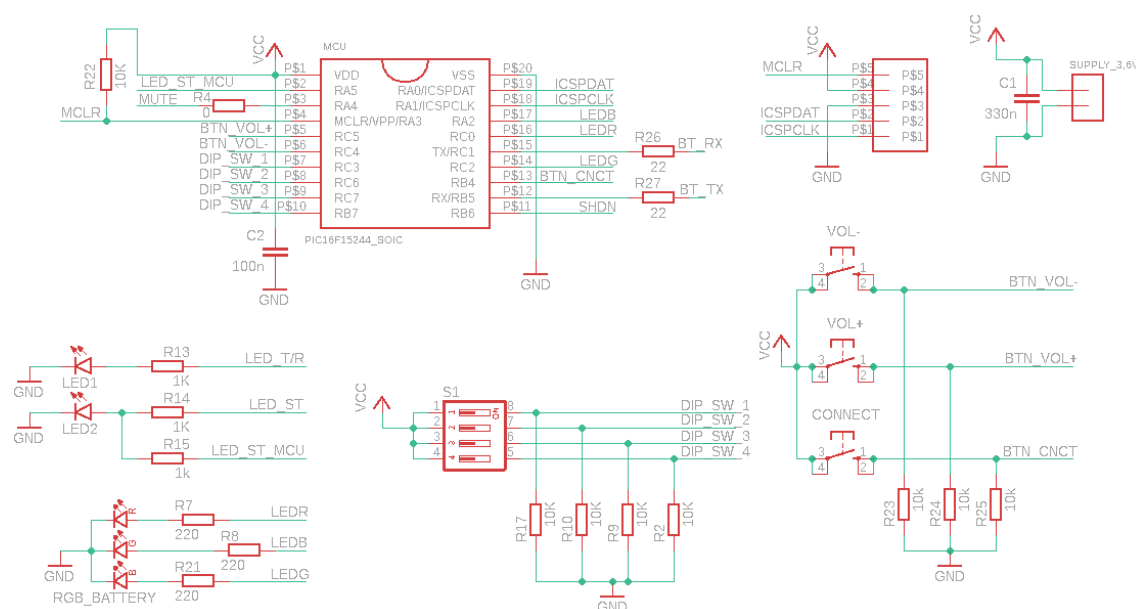 VCC
R22
10K
LED_ST_MCU
MUTE
R4
0
MCLR
BTN_VOL+
BTN_VOL-
DIP_SW_1
DIP_SW_2
DIP_SW_3
DIP_SW_4
MCU
P$1 VDD VSS P$20
P$2 RA5 RA0/ICSPDAT P$19 ICSPDAT
P$3 RA4 RA1/ICSPCLK P$18 ICSPCLK
P$4 MCLR/VPP/RA3 RA2 P$17 LEDB
P$5 RC5 RC0 P$16 LEDR
P$6 RC4 TX/RC1 P$15
P$7 RC3 RC2 P$14 LEDG
P$8 RC6 RB4 P$13 BTN_CNCT
P$9 RC7 RX/RB5 P$12
P$10 RB7 RB6 P$11 SHDN
PIC16F15244_SOIC
R26
22
BT_RX
R27
22
BT_TX
C2
100n
GND
GND
VCC
MCLR
ICSPDAT
ICSPCLK
P$5 P$5
P$4 P$4
P$3 P$3
P$2 P$2
P$1 P$1
GND
VCC
C1
330n
GND
SUPPLY_3,6V
VOL-
3 1
4 2
BTN_VOL-
VCC
VOL+
3 1
4 2
BTN_VOL+
CONNECT
3 1
4 2
BTN_CNCT
R23
10k
R24
10k
R25
10k
GND
GND
LED1
R13
1K
LED_T/R
GND
LED2
R14
1K
LED_ST
R15
1k
LED_ST_MCU
R
R7
220
LEDR
G
R8
220
LEDB
B
R21
220
LEDG
GND
RGB_BATTERY
VCC
S1
ON
1 1 8 DIP_SW_1
2 2 7 DIP_SW_2
3 3 6 DIP_SW_3
4 4 5 DIP_SW_4
R17
10K
R10
10K
R9
10K
R2
10K
GND